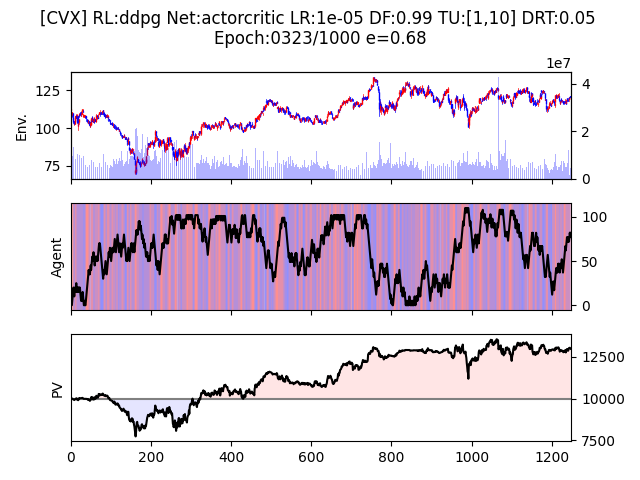 [CVX] RL:ddpg Net:actorcritic LR:1e-05 DF:0.99 TU:[1,10] DRT:0.05
Epoch:0323/1000 e=0.68
1e7
125
100
75
Env.
4
2
0
Agent
100
50
0
PV
12500
10000
7500
0 200 400 600 800 1000 1200